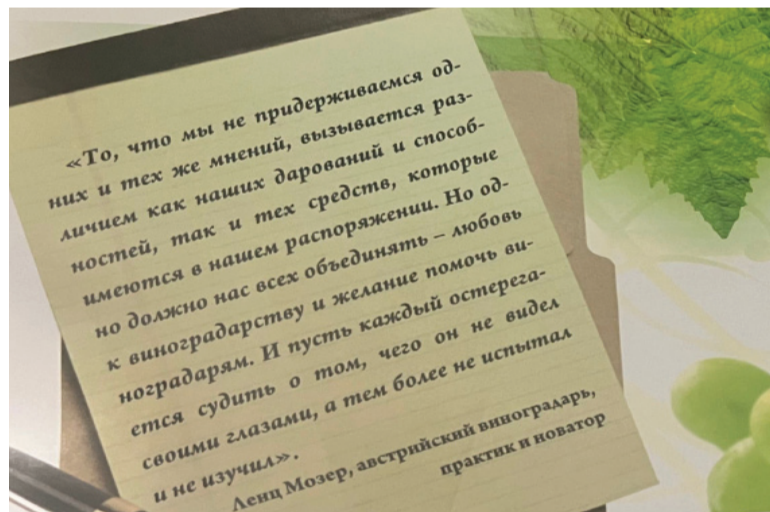 «То, что мы не придерживаемся од-
них и тех же мнений, вызывается раз-
личием как наших дарований и способ-
ностей, так и тех средств, которые
имеются в нашем распоряжении. Но од-
но должно нас всех объединять – любовь
к виноградарству и желание помочь ви-
ноградарям. И пусть каждый остерега-
ется судить о том, чего он не видел
своими глазами, а тем более не испытал
и не изучил».
Ленц Мозер, австрийский виноградарь,
практик и новатор